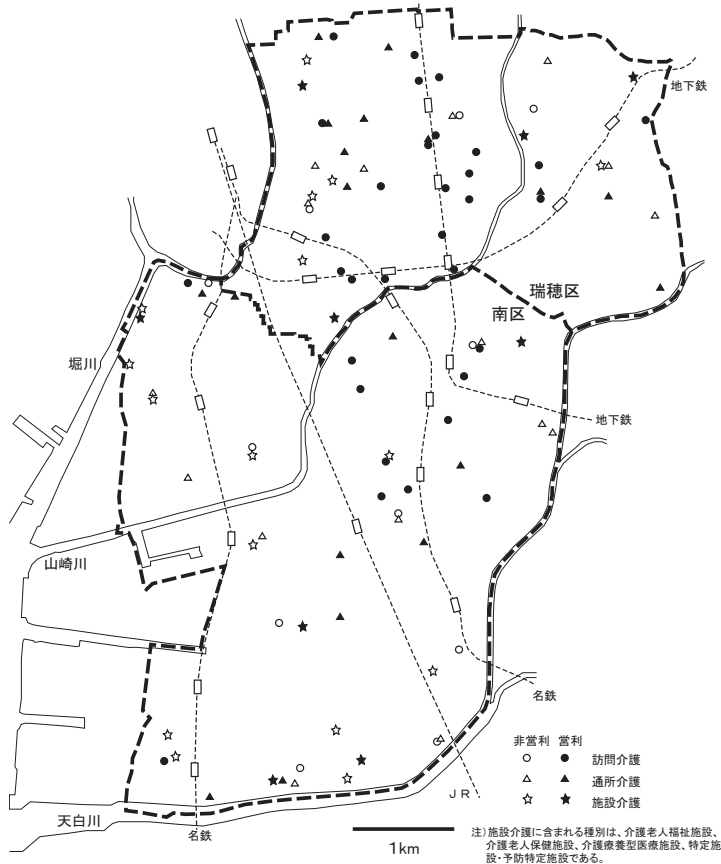 地下鉄
瑞穂区
南区
堀川
地下鉄
山崎川
名鉄
非営利 営利
訪問介護
通所介護
施設介護
JR
天白川
名鉄
1km
注)施設介護に含まれる種別は、介護老人福祉施設、
介護老人保健施設、介護療養型医療施設、特定施
設・予防特定施設である。